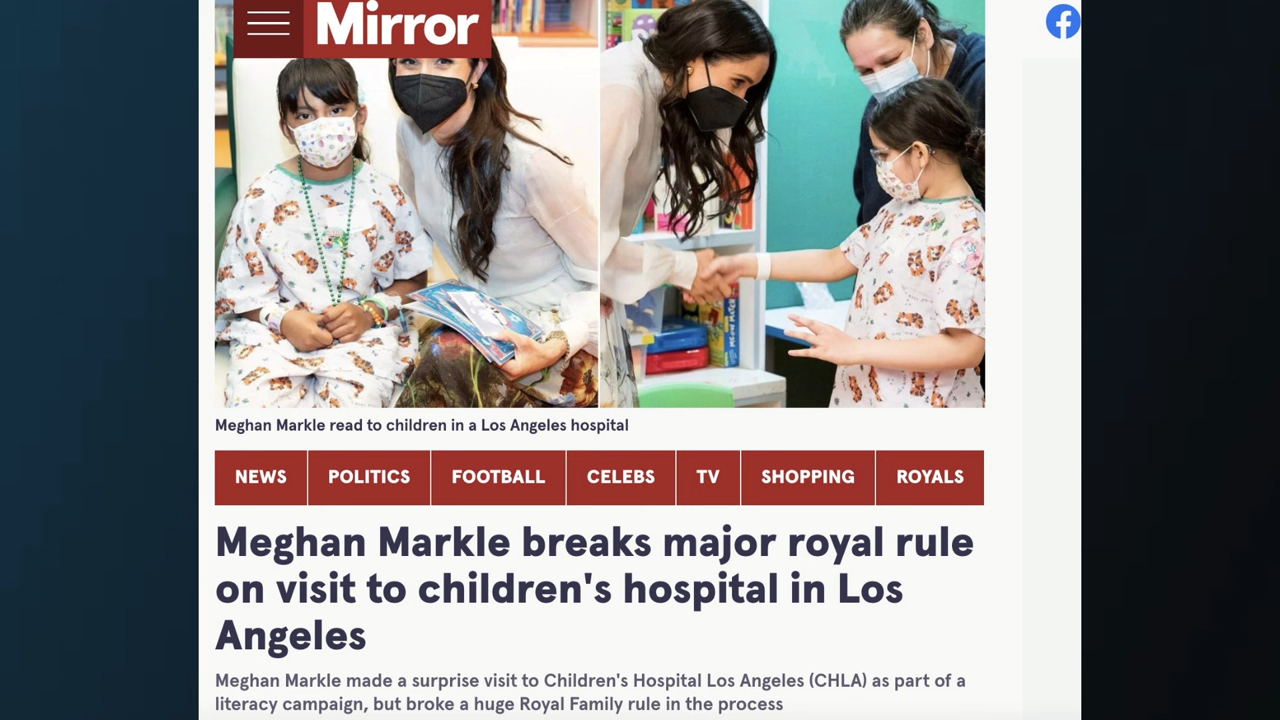 Mirror
Meghan Markle read to children in a Los Angeles hospital
NEWS
POLITICS
FOOTBALL
CELEBS
TV
SHOPPING
ROYALS
Meghan Markle breaks major royal rule
on visit to children's hospital in Los
Angeles
Meghan Markle made a surprise visit to Children's Hospital Los Angeles (CHLA) as part of a
literacy campaign, but broke a huge Royal Family rule in the process